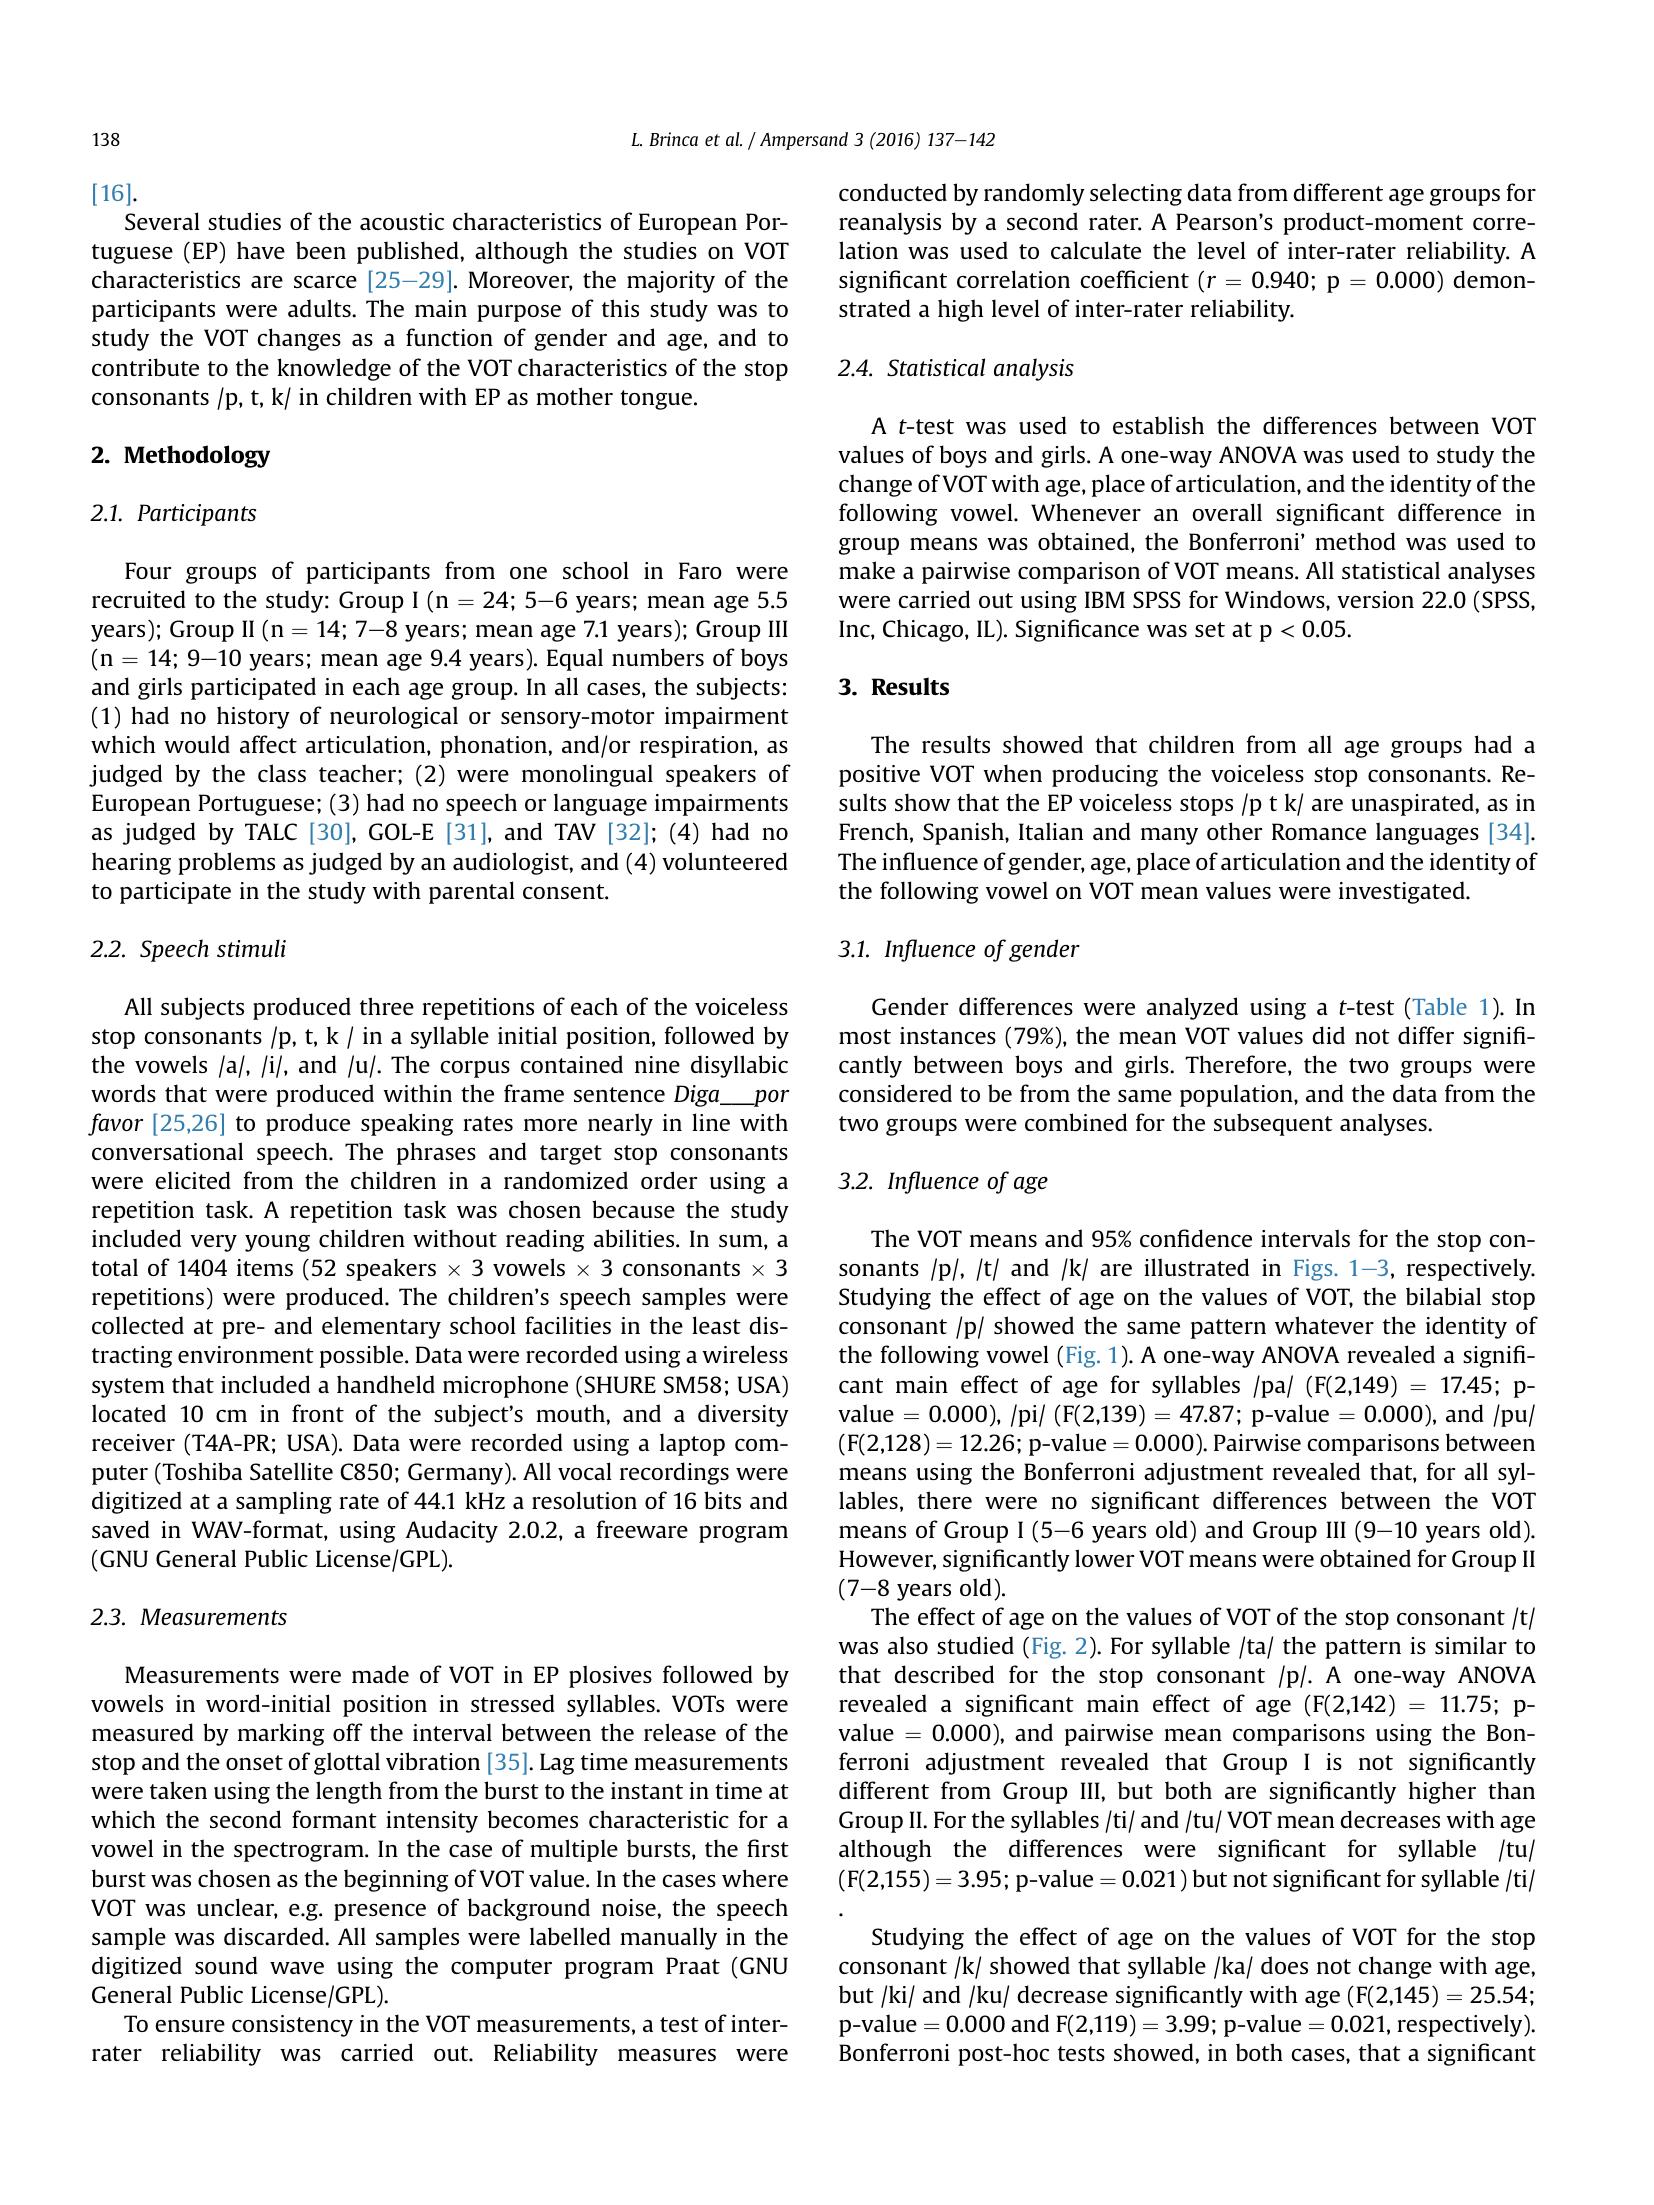 138
L. Brinca et al. / Ampersand 3 (2016) 137–142
[16].
Several studies of the acoustic characteristics of European Por-
tuguese (EP) have been published, although the studies on VOT
characteristics are scarce [25–29]. Moreover, the majority of the
participants were adults. The main purpose of this study was to
study the VOT changes as a function of gender and age, and to
contribute to the knowledge of the VOT characteristics of the stop
consonants /p, t, k/ in children with EP as mother tongue.
2. Methodology
2.1. Participants
Four groups of participants from one school in Faro were
recruited to the study: Group I (n = 24; 5–6 years; mean age 5.5
years); Group II (n = 14; 7–8 years; mean age 7.1 years); Group III
(n = 14; 9–10 years; mean age 9.4 years). Equal numbers of boys
and girls participated in each age group. In all cases, the subjects:
(1) had no history of neurological or sensory-motor impairment
which would affect articulation, phonation, and/or respiration, as
judged by the class teacher; (2) were monolingual speakers of
European Portuguese; (3) had no speech or language impairments
as judged by TALC [30], GOL-E [31], and TAV [32]; (4) had no
hearing problems as judged by an audiologist, and (4) volunteered
to participate in the study with parental consent.
2.2. Speech stimuli
All subjects produced three repetitions of each of the voiceless
stop consonants /p, t, k / in a syllable initial position, followed by
the vowels /a/, /i/, and /u/. The corpus contained nine disyllabic
words that were produced within the frame sentence Diga___por
favor [25,26] to produce speaking rates more nearly in line with
conversational speech. The phrases and target stop consonants
were elicited from the children in a randomized order using a
repetition task. A repetition task was chosen because the study
included very young children without reading abilities. In sum, a
total of 1404 items (52 speakers × 3 vowels × 3 consonants × 3
repetitions) were produced. The children's speech samples were
collected at pre- and elementary school facilities in the least dis-
tracting environment possible. Data were recorded using a wireless
system that included a handheld microphone (SHURE SM58; USA)
located 10 cm in front of the subject's mouth, and a diversity
receiver (T4A-PR; USA). Data were recorded using a laptop com-
puter (Toshiba Satellite C850; Germany). All vocal recordings were
digitized at a sampling rate of 44.1 kHz a resolution of 16 bits and
saved in WAV-format, using Audacity 2.0.2, a freeware program
(GNU General Public License/GPL).
2.3. Measurements
Measurements were made of VOT in EP plosives followed by
vowels in word-initial position in stressed syllables. VOTs were
measured by marking off the interval between the release of the
stop and the onset of glottal vibration [35]. Lag time measurements
were taken using the length from the burst to the instant in time at
which the second formant intensity becomes characteristic for a
vowel in the spectrogram. In the case of multiple bursts, the first
burst was chosen as the beginning of VOT value. In the cases where
VOT was unclear, e.g. presence of background noise, the speech
sample was discarded. All samples were labelled manually in the
digitized sound wave using the computer program Praat (GNU
General Public License/GPL).
To ensure consistency in the VOT measurements, a test of inter-
rater reliability was carried out. Reliability measures were
conducted by randomly selecting data from different age groups for
reanalysis by a second rater. A Pearson's product-moment corre-
lation was used to calculate the level of inter-rater reliability. A
significant correlation coefficient (r = 0.940; p = 0.000) demon-
strated a high level of inter-rater reliability.
2.4. Statistical analysis
A t-test was used to establish the differences between VOT
values of boys and girls. A one-way ANOVA was used to study the
change of VOT with age, place of articulation, and the identity of the
following vowel. Whenever an overall significant difference in
group means was obtained, the Bonferroni' method was used to
make a pairwise comparison of VOT means. All statistical analyses
were carried out using IBM SPSS for Windows, version 22.0 (SPSS,
Inc, Chicago, IL). Significance was set at p < 0.05.
3. Results
The results showed that children from all age groups had a
positive VOT when producing the voiceless stop consonants. Re-
sults show that the EP voiceless stops /p t k/ are unaspirated, as in
French, Spanish, Italian and many other Romance languages [34].
The influence of gender, age, place of articulation and the identity of
the following vowel on VOT mean values were investigated.
3.1. Influence of gender
Gender differences were analyzed using a t-test (Table 1). In
most instances (79%), the mean VOT values did not differ signifi-
cantly between boys and girls. Therefore, the two groups were
considered to be from the same population, and the data from the
two groups were combined for the subsequent analyses.
3.2. Influence of age
The VOT means and 95% confidence intervals for the stop con-
sonants /p/, /t/ and /k/ are illustrated in Figs. 1–3, respectively.
Studying the effect of age on the values of VOT, the bilabial stop
consonant /p/ showed the same pattern whatever the identity of
the following vowel (Fig. 1). A one-way ANOVA revealed a signifi-
cant main effect of age for syllables /pa/ (F(2,149) = 17.45; p-
value = 0.000), /pi/ (F(2,139) = 47.87; p-value = 0.000), and /pu/
(F(2,128) = 12.26; p-value = 0.000). Pairwise comparisons between
means using the Bonferroni adjustment revealed that, for all syl-
lables, there were no significant differences between the VOT
means of Group I (5–6 years old) and Group III (9–10 years old).
However, significantly lower VOT means were obtained for Group II
(7–8 years old).
The effect of age on the values of VOT of the stop consonant /t/
was also studied (Fig. 2). For syllable /ta/ the pattern is similar to
that described for the stop consonant /p/. A one-way ANOVA
revealed a significant main effect of age (F(2,142) = 11.75; p-
value = 0.000), and pairwise mean comparisons using the Bon-
ferroni adjustment revealed that Group I is not significantly
different from Group III, but both are significantly higher than
Group II. For the syllables /ti/ and /tu/ VOT mean decreases with age
although the differences were significant for syllable /tu/
(F(2,155) = 3.95; p-value = 0.021) but not significant for syllable /ti/
.
Studying the effect of age on the values of VOT for the stop
consonant /k/ showed that syllable /ka/ does not change with age,
but /ki/ and /ku/ decrease significantly with age (F(2,145) = 25.54;
p-value = 0.000 and F(2,119) = 3.99; p-value = 0.021, respectively).
Bonferroni post-hoc tests showed, in both cases, that a significant